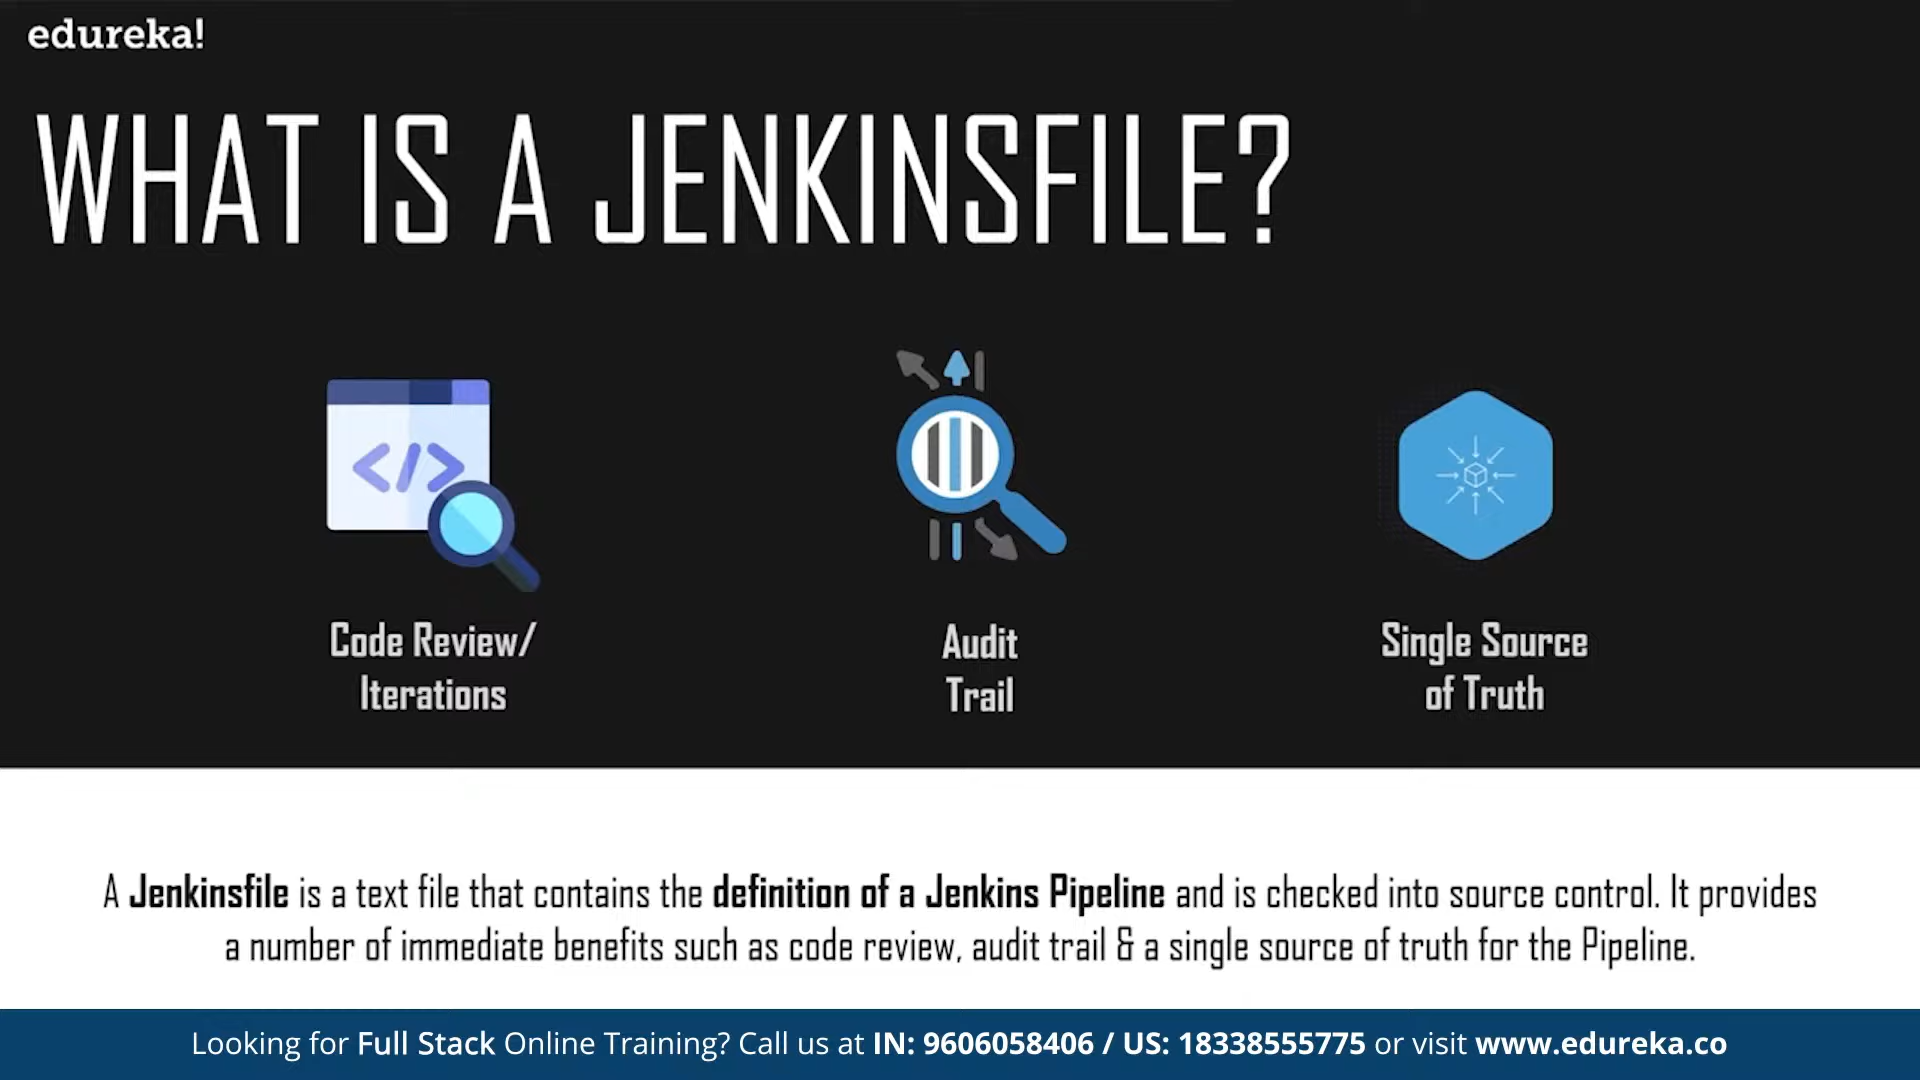 edureka!
WHAT IS A JENKINSFILE?
Code Review/
Iterations
Audit
Trail
Single Source
of Truth
A Jenkinsfile is a text file that contains the definition of a Jenkins Pipeline and is checked into source control. It provides
a number of immediate benefits such as code review, audit trail & a single source of truth for the Pipeline.
Looking for Full Stack Online Training? Call us at IN: 9606058406 / US: 18338555775 or visit www.edureka.co